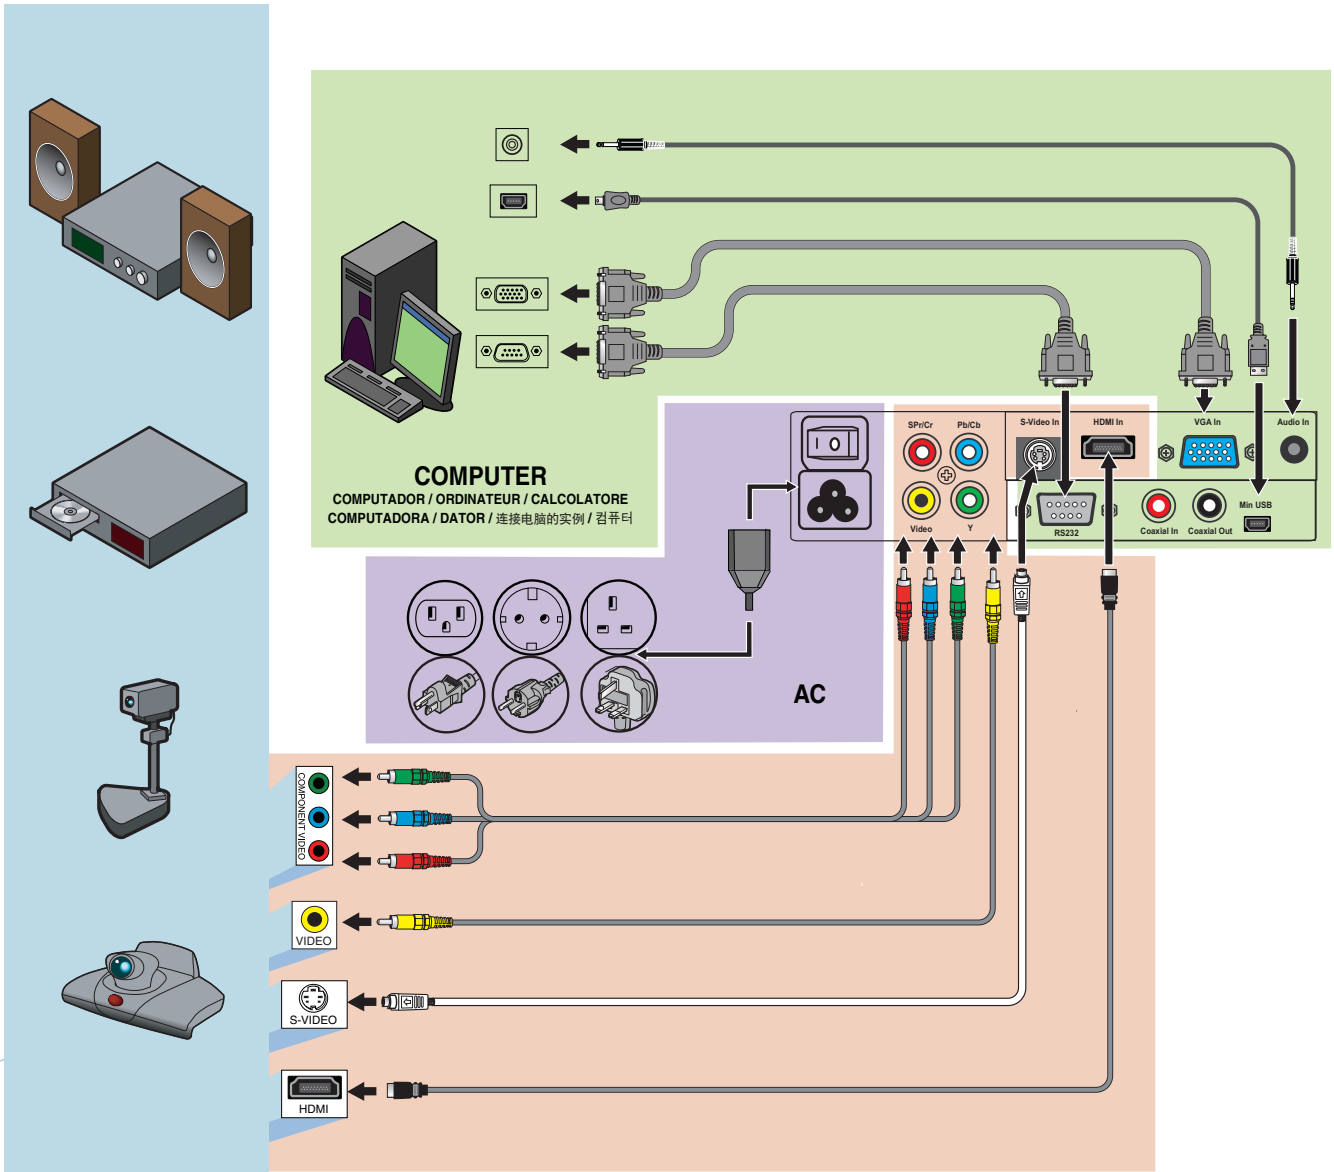 COMPUTER
COMPUTADOR / ORDINATEUR / CALCOLATORE
COMPUTADORA / DATOR / 连接电脑的实例 / 컴퓨터
SPr/Cr
Pb/Cb
S-Video In
HDMI In
VGA In
Audio In
Video
Y
RS232
Coaxial In
Coaxial Out
Min USB
AC
COMPONENT VIDEO
VIDEO
S-VIDEO
HDMI